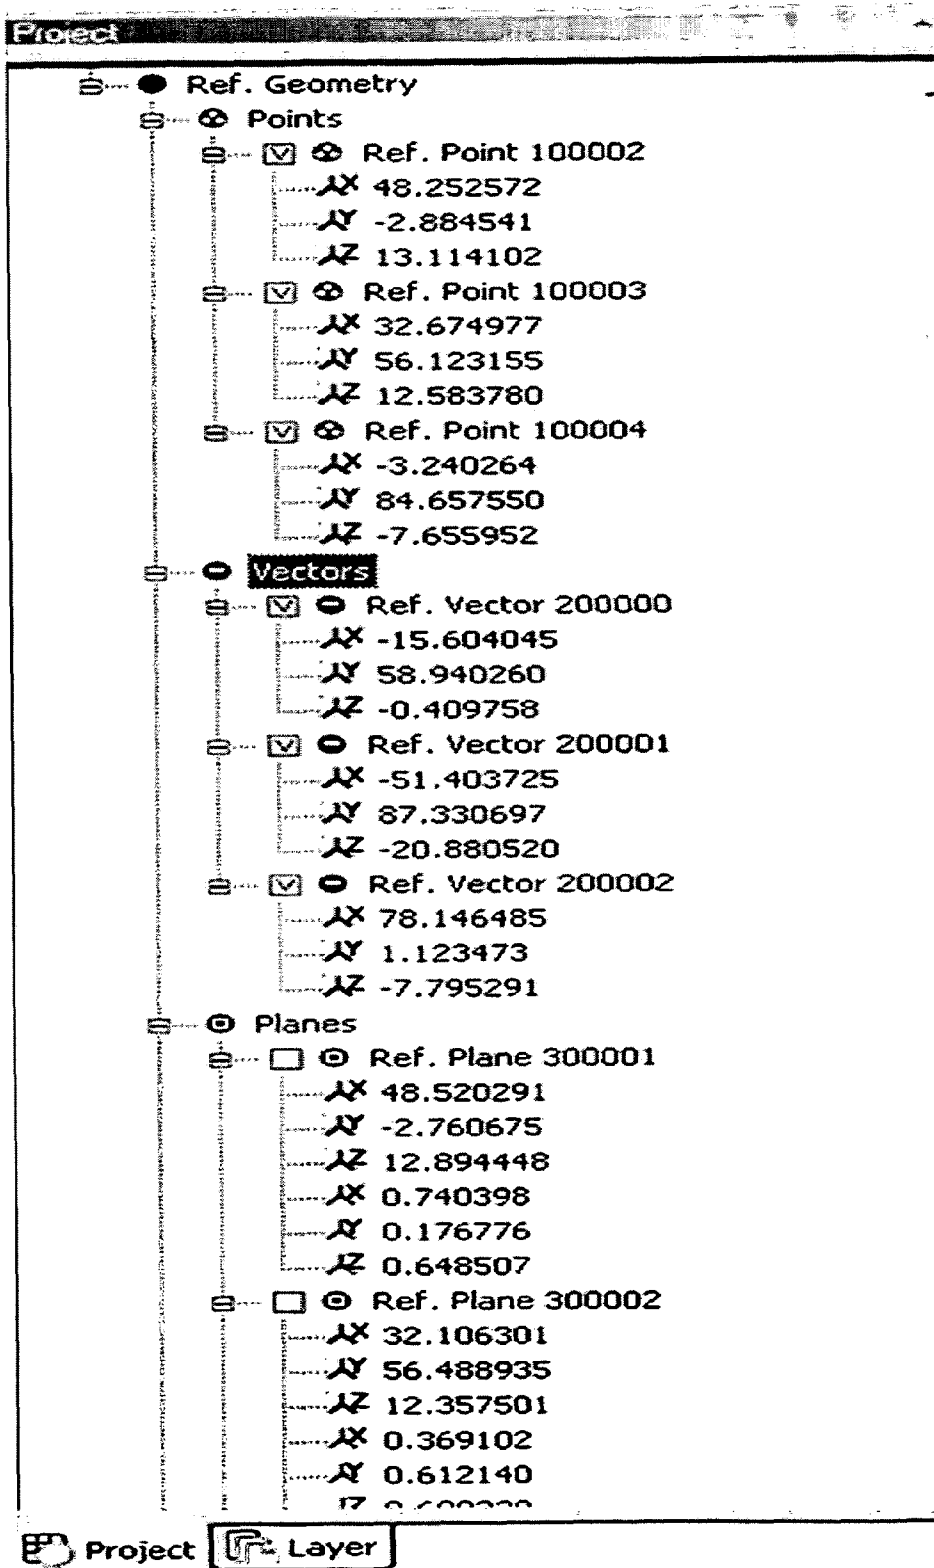 Project
Ref. Geometry
Points
Ref. Point 100002
X 48.252572
Y -2.884541
Z 13.114102
Ref. Point 100003
X 32.674977
Y 56.123155
Z 12.583780
Ref. Point 100004
X -3.240264
Y 84.657550
Z -7.655952
Vectors
Ref. Vector 200000
X -15.604045
Y 58.940260
Z -0.409758
Ref. Vector 200001
X -51.403725
Y 87.330697
Z -20.880520
Ref. Vector 200002
X 78.146485
Y 1.123473
Z -7.795291
Planes
Ref. Plane 300001
X 48.520291
Y -2.760675
Z 12.894448
X 0.740398
Y 0.176776
Z 0.648507
Ref. Plane 300002
X 32.106301
Y 56.488935
Z 12.357501
X 0.369102
Y 0.612140
Z
Project Layer